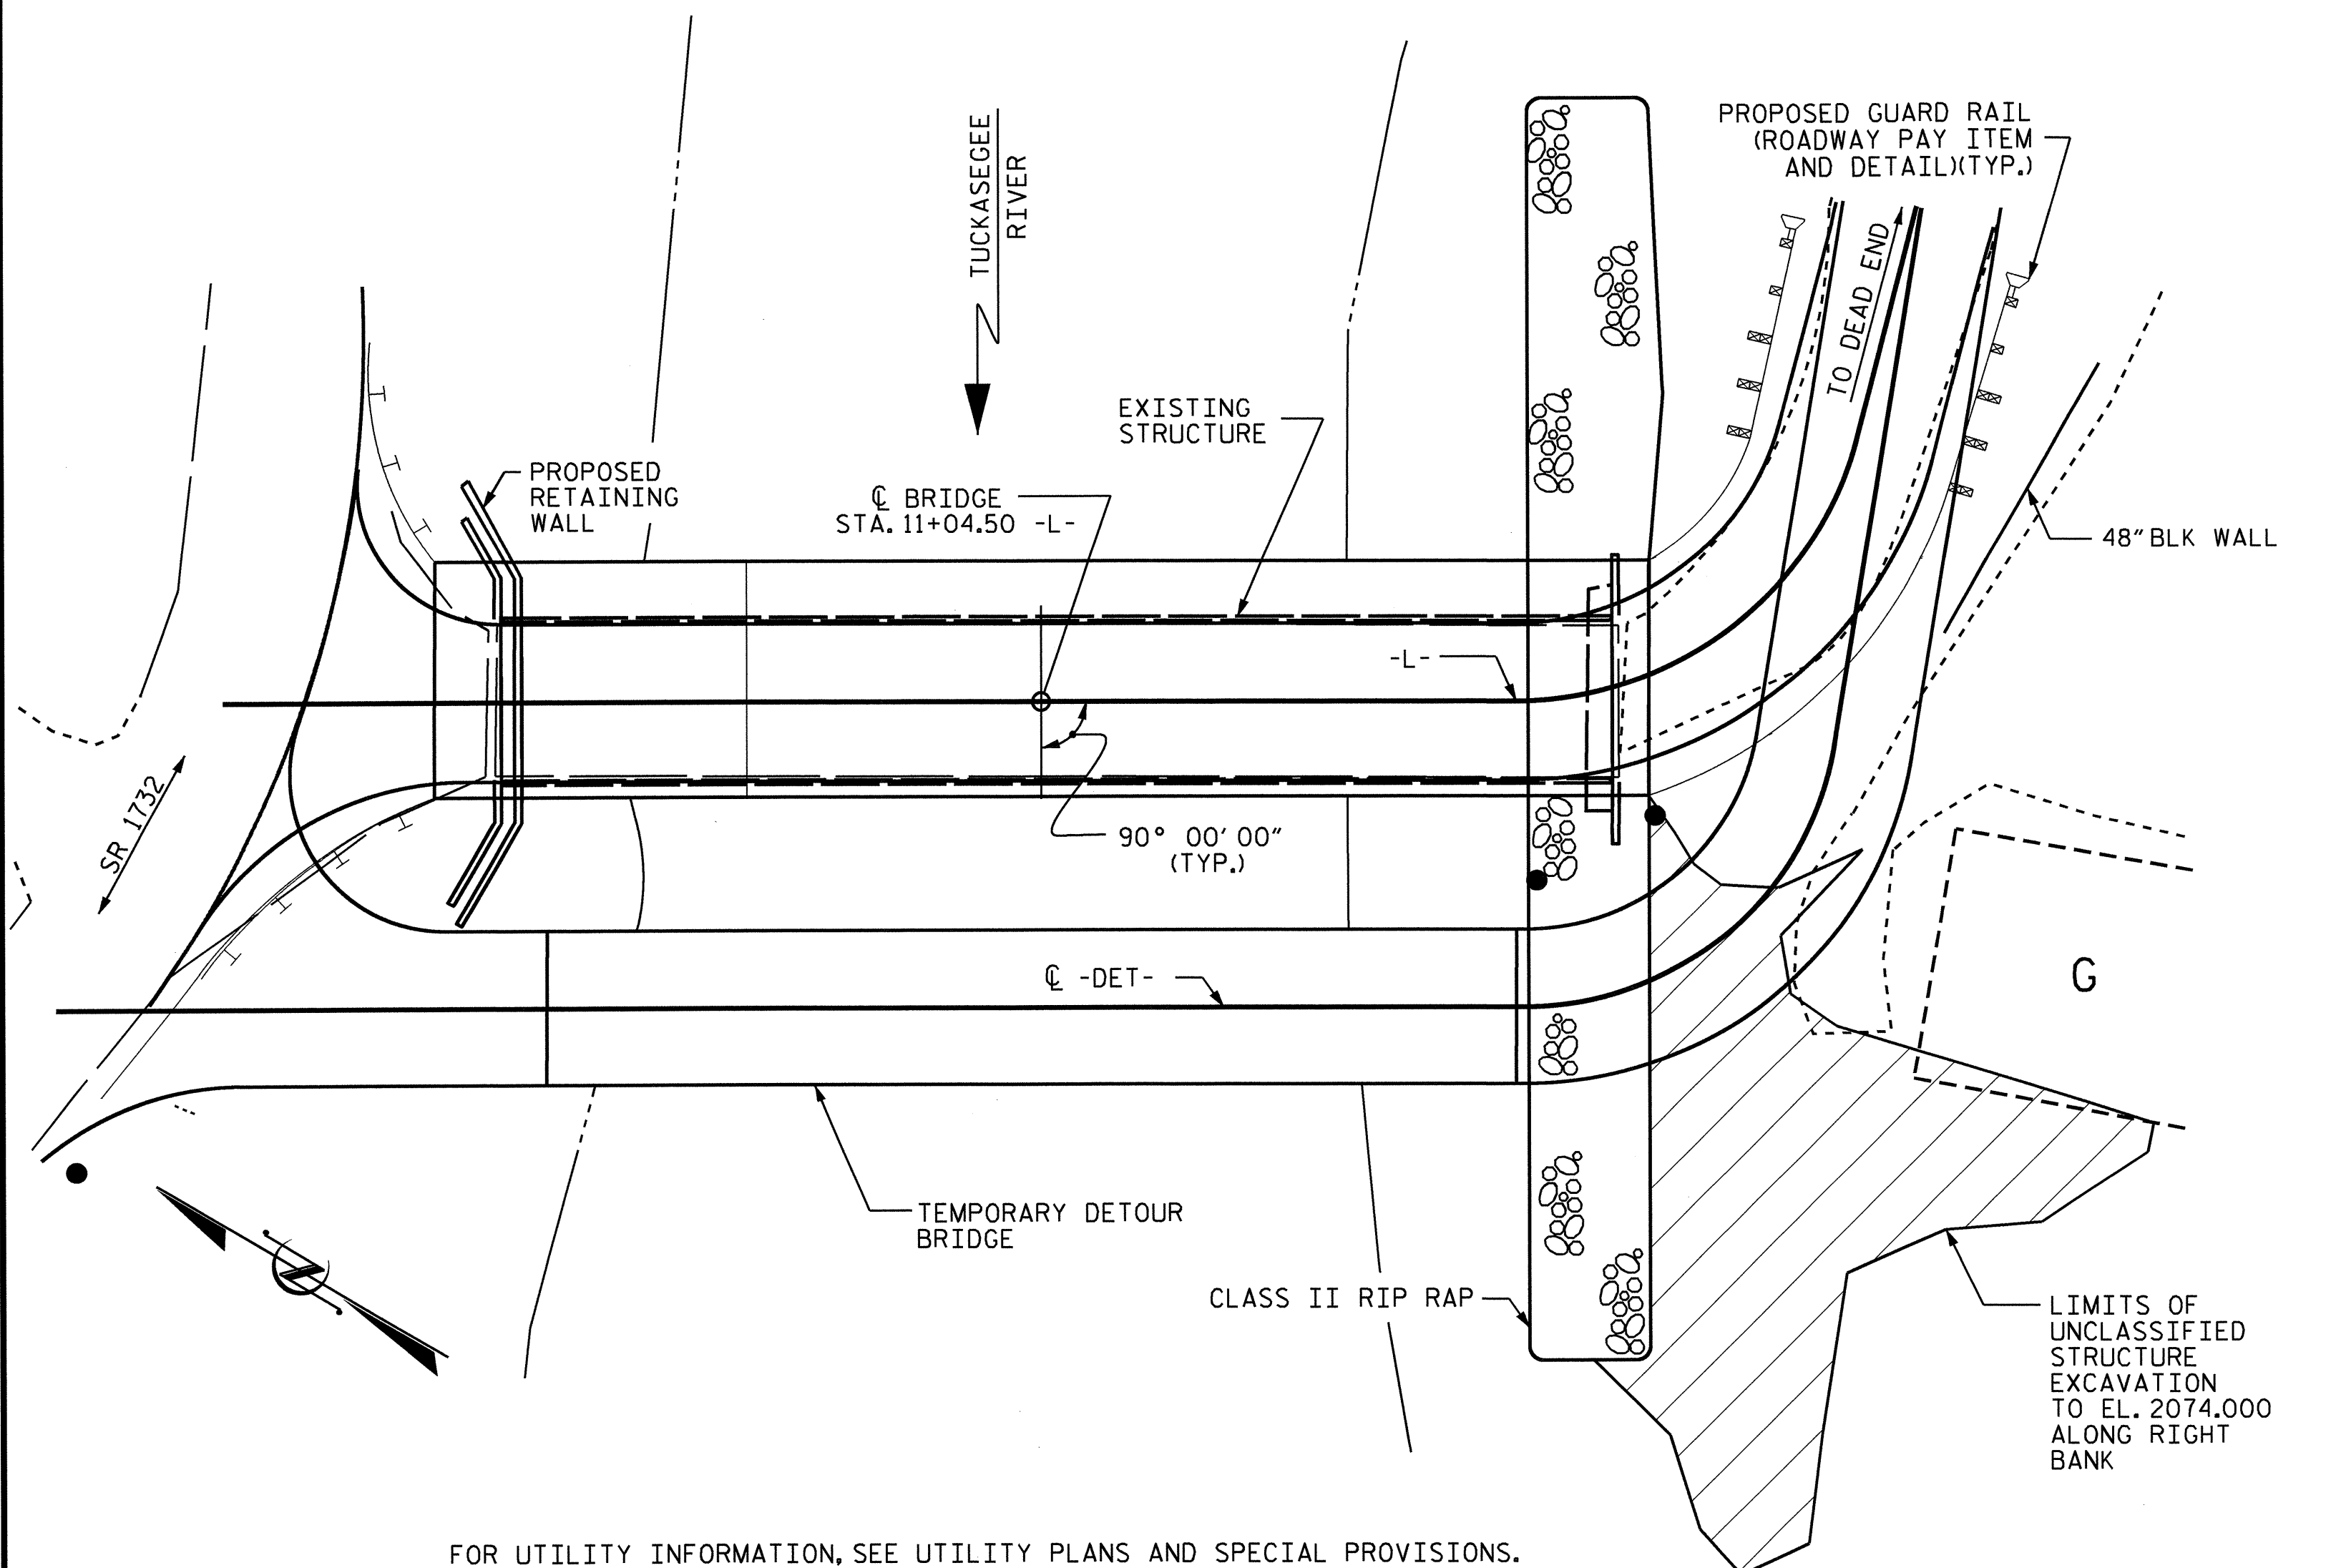 PROPOSED GUARD RAIL
(ROADWAY PAY ITEM
AND DETAIL)(TYP.)
TUCKASEGEE
RIVER
TO DEAD END
EXISTING
STRUCTURE
PROPOSED
RETAINING
WALL
℄ BRIDGE
STA. 11+04.50 -L-
48" BLK WALL
-L-
SR 1732
90° 00' 00"
(TYP.)
℄ -DET-
G
TEMPORARY DETOUR
BRIDGE
CLASS II RIP RAP
LIMITS OF
UNCLASSIFIED
STRUCTURE
EXCAVATION
TO EL. 2074.000
ALONG RIGHT
BANK
N
FOR UTILITY INFORMATION, SEE UTILITY PLANS AND SPECIAL PROVISIONS.